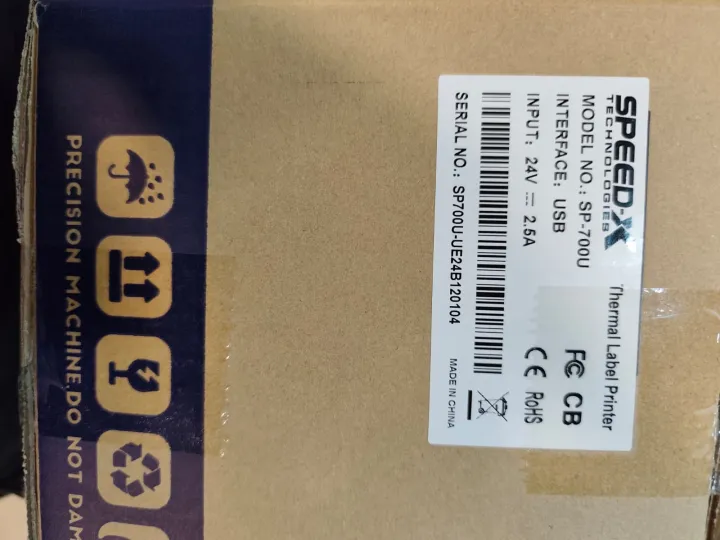 SPEED-X
TECHNOLOGIES
Thermal Label Printer
MODEL NO.: SP-700U
INTERFACE: USB
INPUT: 24V ⎓ 2.5A
FC CB
CE RoHS
SERIAL NO.: SP700U-UE24B120104
MADE IN CHINA
PRECISION MACHINE,DO NOT DAM